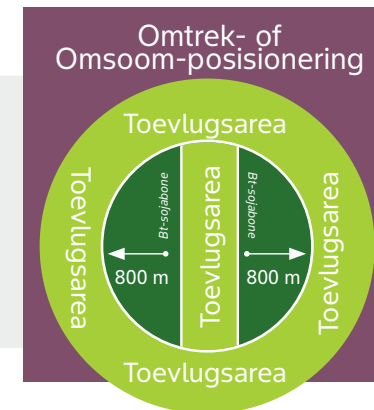 Omtrek- of
Omsoom-posisionering
Toevlugsarea
Toevlugsarea
Bt-sojabone
800 m
Toevlugsarea
Bt-sojabone
800 m
Toevlugsarea
Toevlugsarea